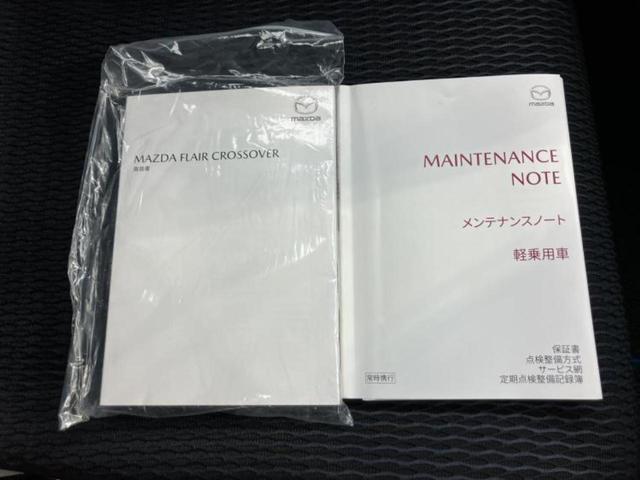 mazda
MAZDA FLAIR CROSSOVER
取扱書
mazda
MAINTENANCE
NOTE
メンテナンスノート
軽乗用車
保証書
点検整備方式
サービス網
常時携行
定期点検整備記録簿